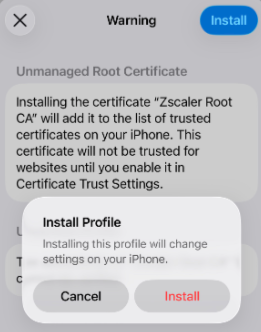 Warning
Install
Unmanaged Root Certificate
Installing the certificate “Zscaler Root
CA” will add it to the list of trusted
certificates on your iPhone. This
certificate will not be trusted for
websites until you enable it in
Certificate Trust Settings.
Install Profile
Installing this profile will change
settings on your iPhone.
Cancel
Install